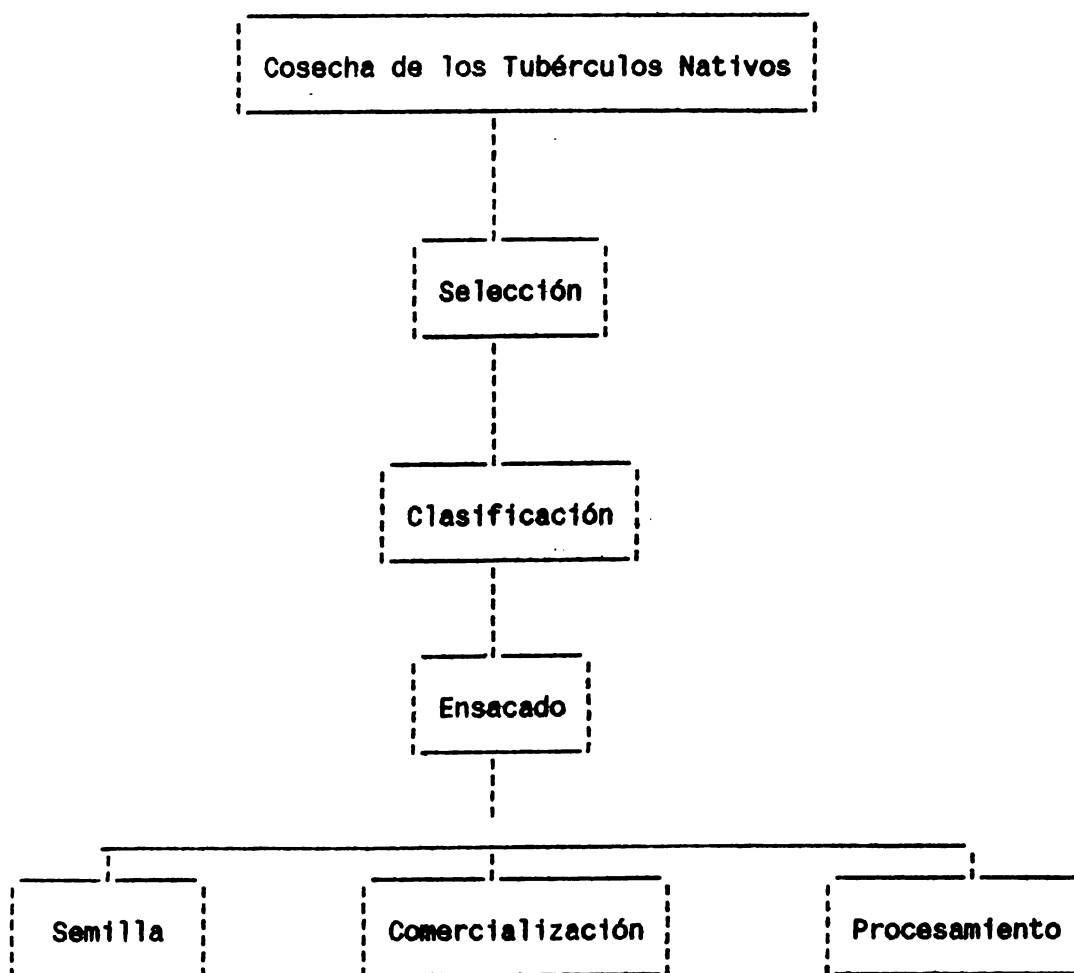 Cosecha de los Tubérculos Nativos
Selección
Clasificación
Ensacado
Semilla Comercialización Procesamiento